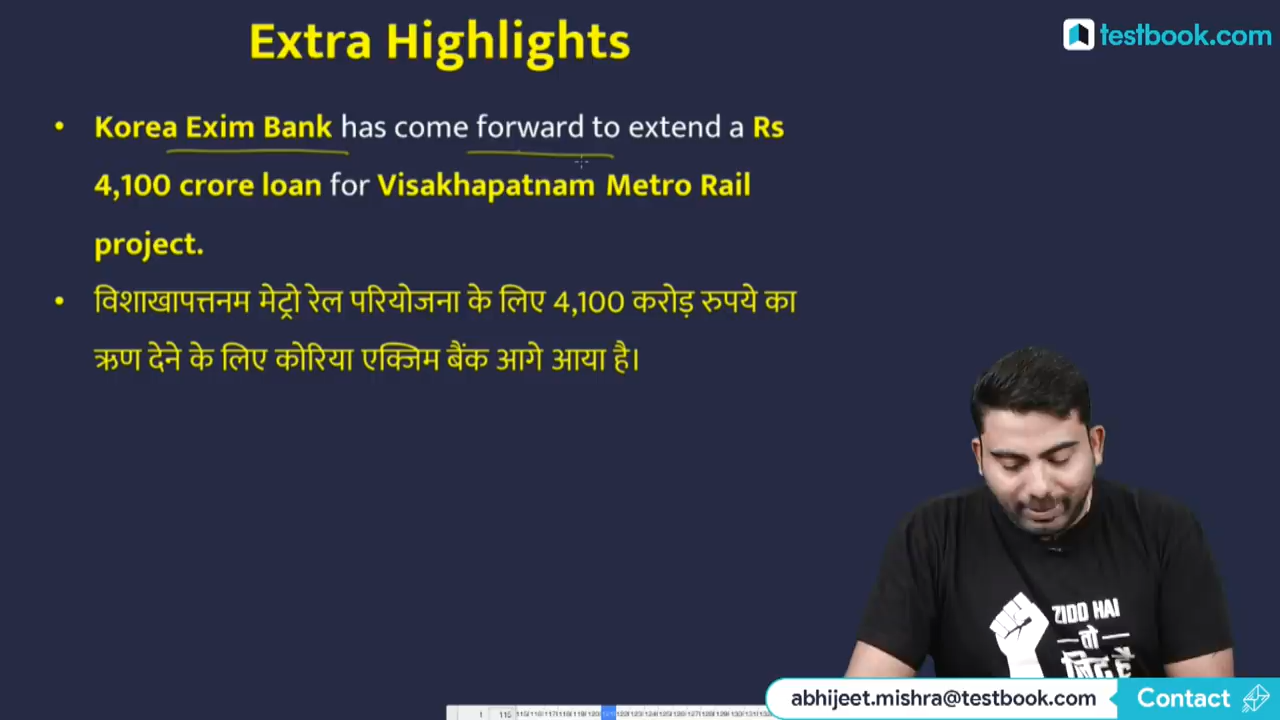 Extra Highlights
testbook.com
• Korea Exim Bank has come forward to extend a Rs
4,100 crore loan for Visakhapatnam Metro Rail
project.
• विशाखापत्तनम मेट्रो रेल परियोजना के लिए 4,100 करोड़ रुपये का
ऋण देने के लिए कोरिया एक्जिम बैंक आगे आया है।
ZIDD HAI
तो
ज़िद है
abhijeet.mishra@testbook.com
Contact